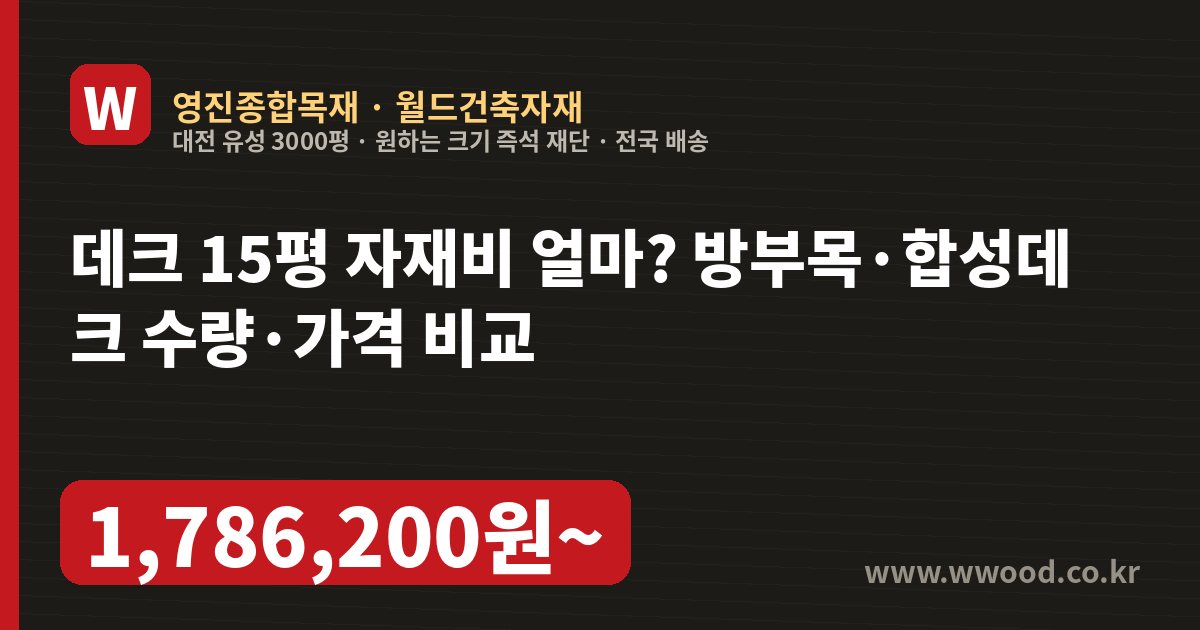 W
영진종합목재 · 월드건축자재
대전 유성 3000평 · 원하는 크기 즉석 재단 · 전국 배송
데크 15평 자재비 얼마? 방부목·합성데
크 수량·가격 비교
1,786,200원~
www.wwood.co.kr